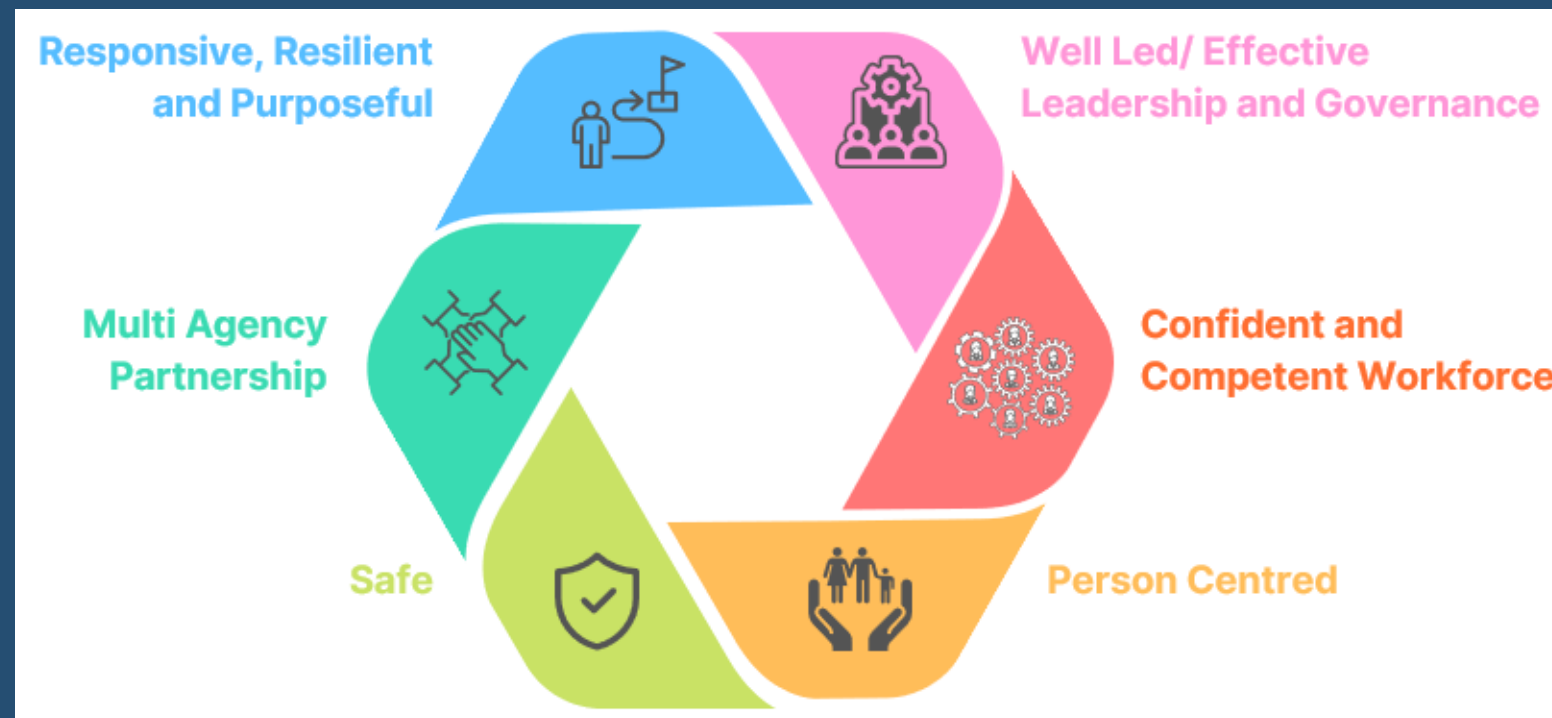 Responsive, Resilient
and Purposeful
Well Led/ Effective
Leadership and Governance
Multi Agency
Partnership
Confident and
Competent Workforce
Safe
Person Centred